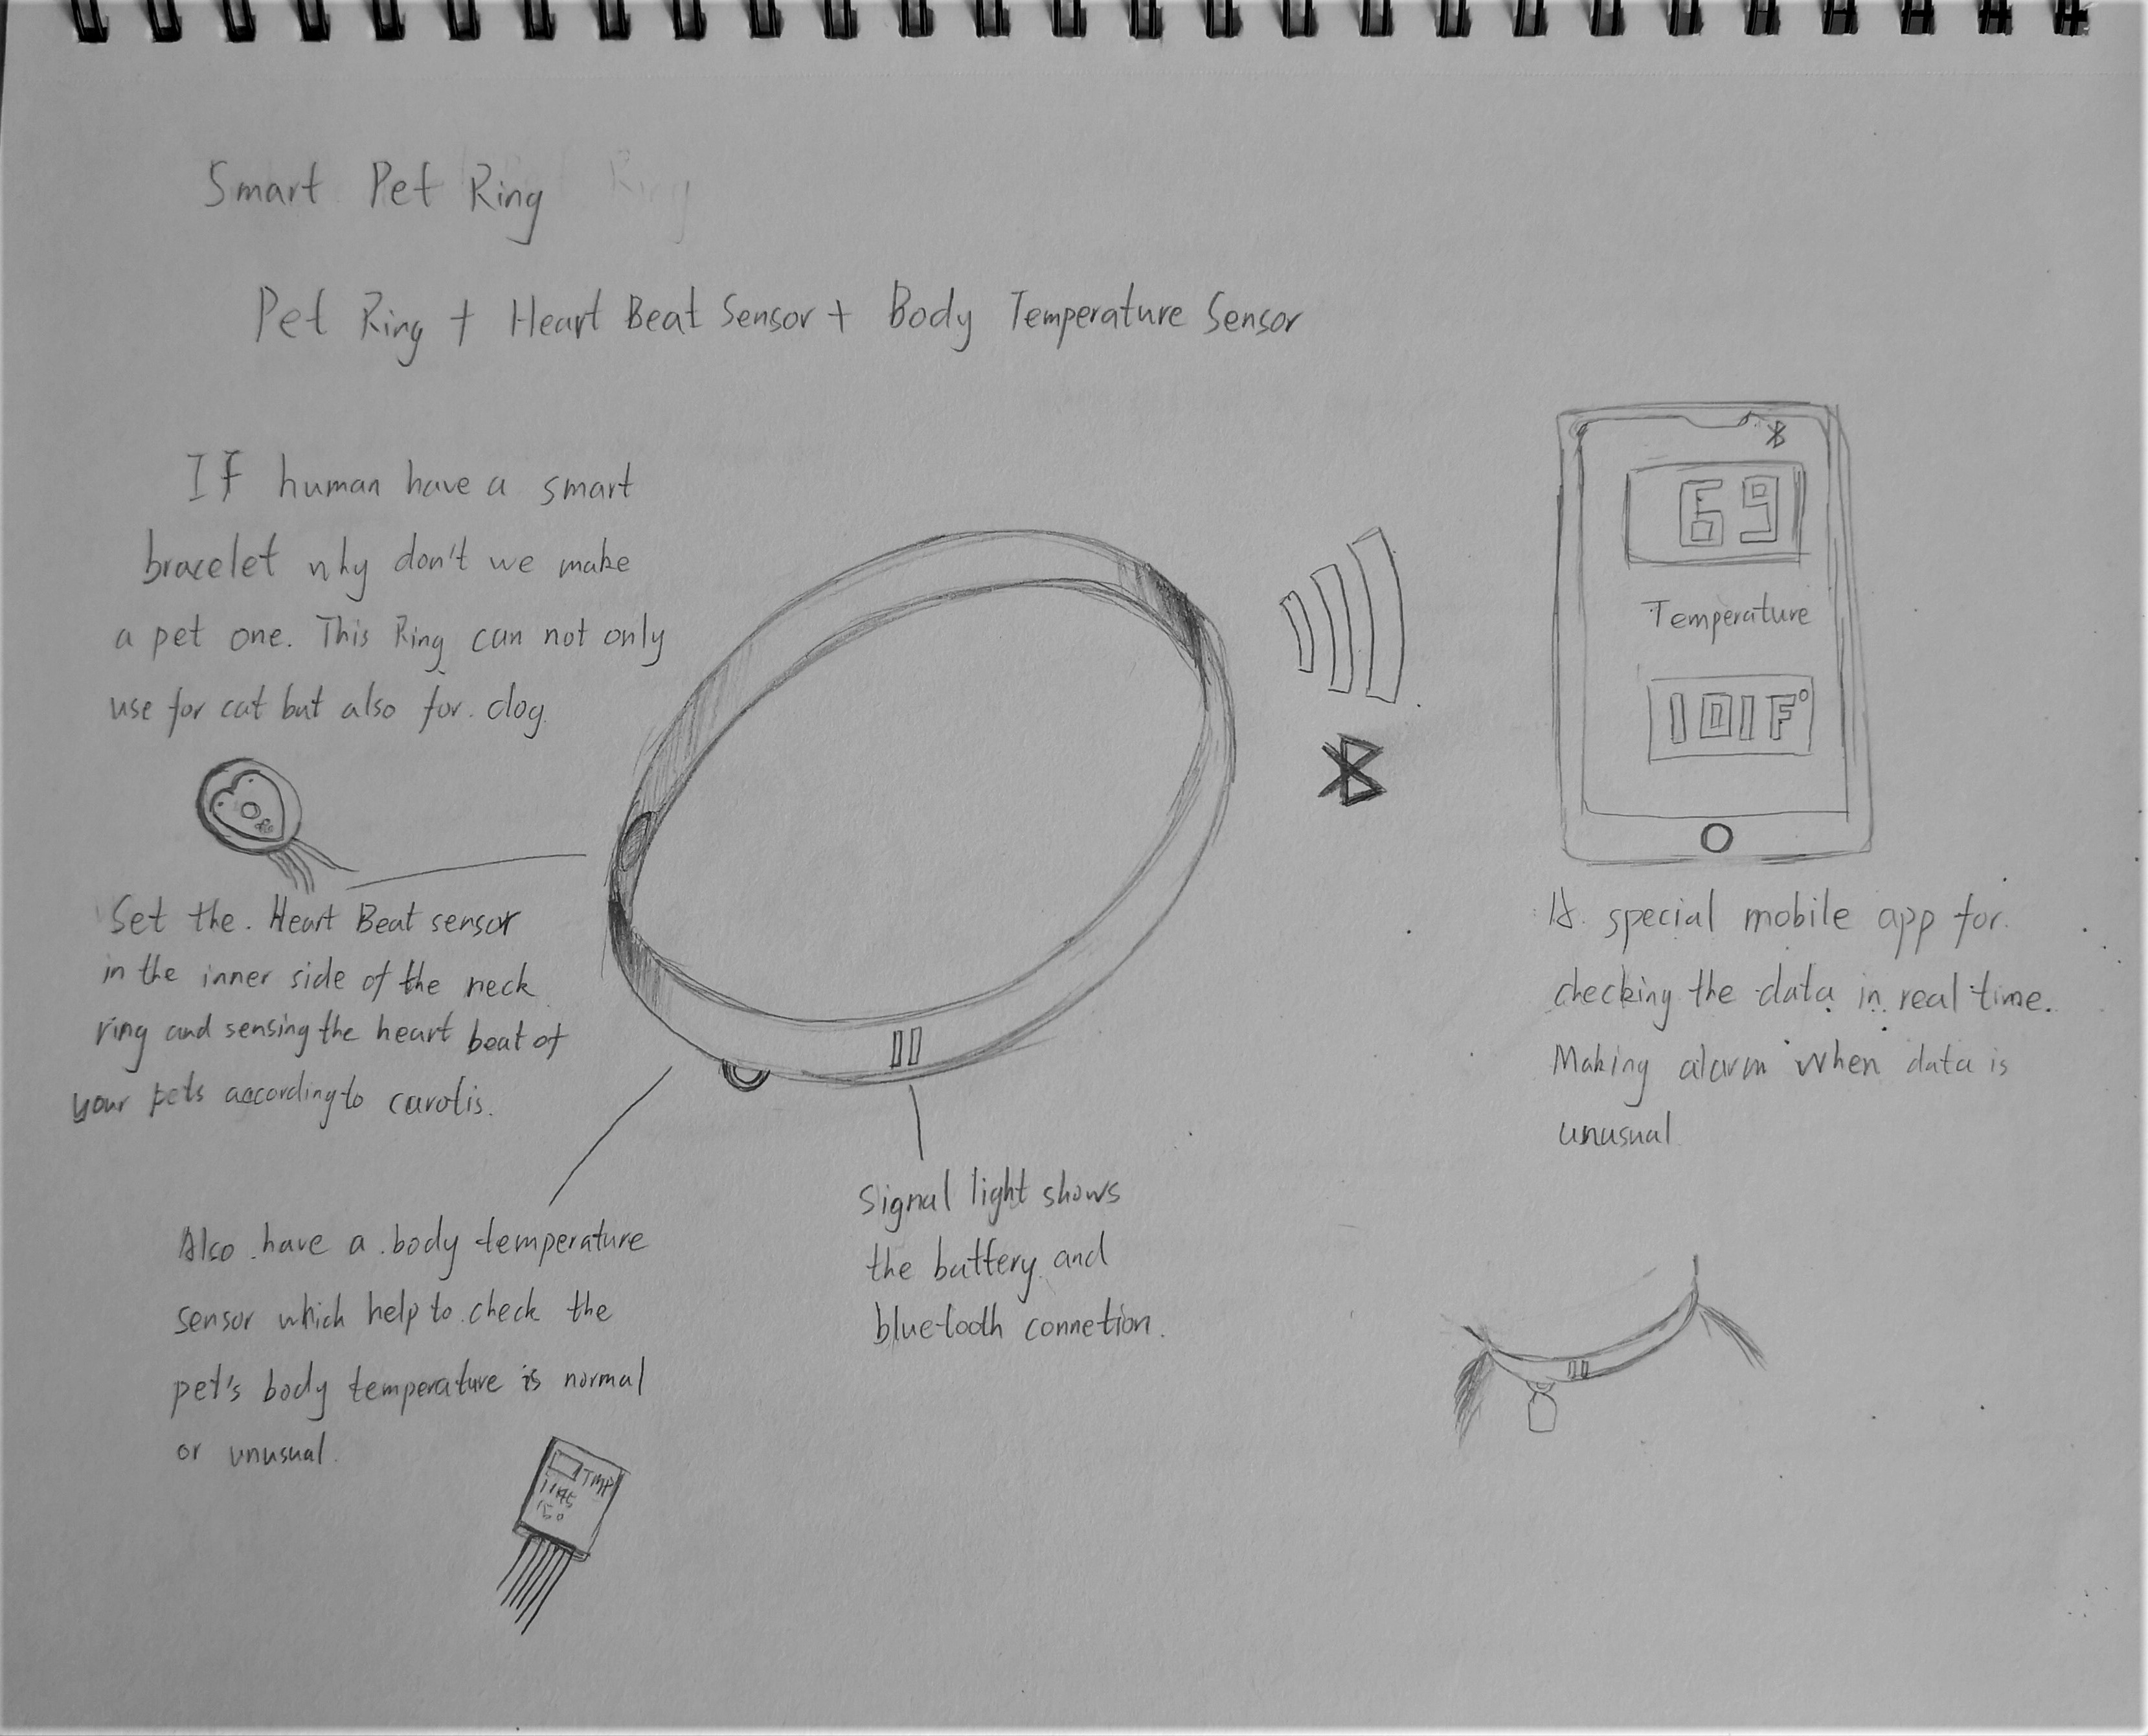 Smart Pet Ring
Pet Ring + Heart Beat Sensor + Body Temperature Sensor
If human have a smart
bracelet why don't we make
a pet one. This Ring can not only
use for cat but also for dog.
Set the Heart Beat sensor
in the inner side of the neck
ring and sensing the heart beat of
your pets according to carotis.
Also have a body temperature
sensor which help to check the
pet's body temperature is normal
or unusual.
TMP
Signal light shows
the battery and
bluetooth connetion.
69
Temperature
101F°
A special mobile app for
checking the data in real time.
Making alarm when data is
unusual